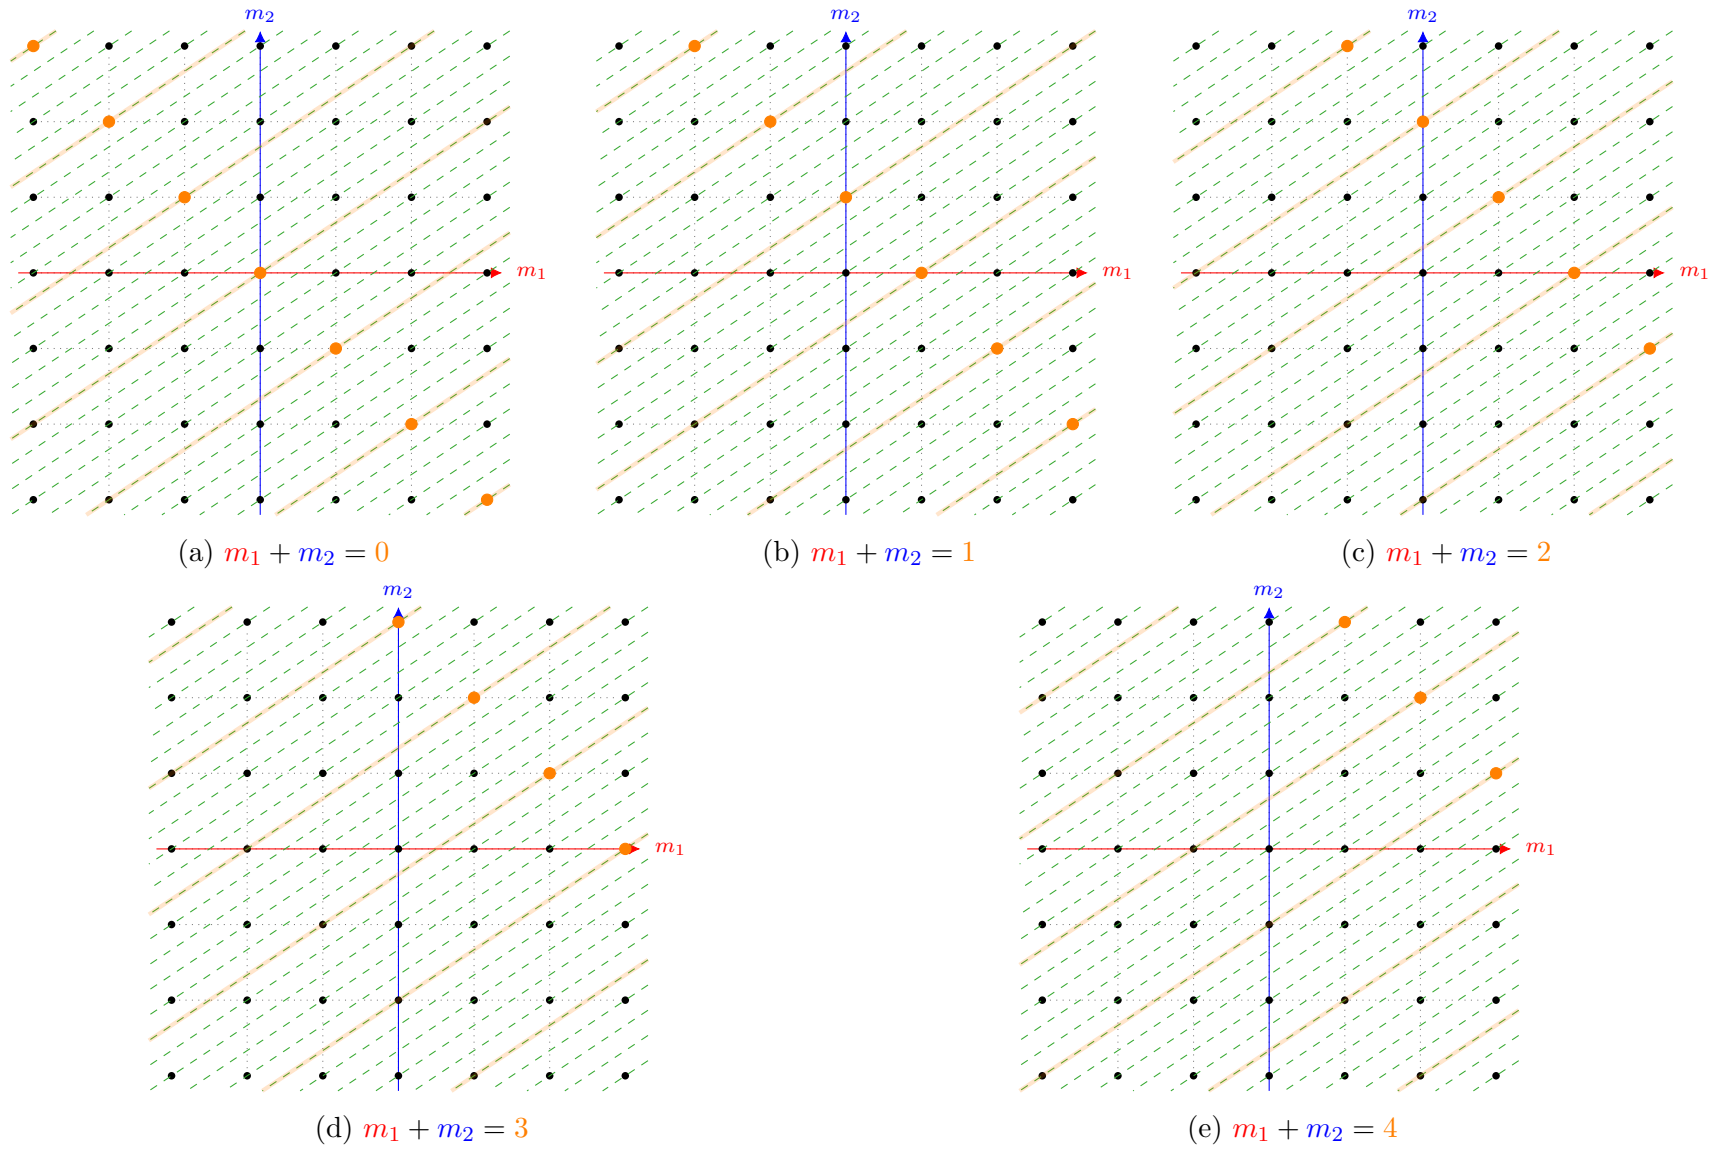 m₂ m₂ m₂
m₁ m₁ m₁
(a) m₁ + m₂ = 0 (b) m₁ + m₂ = 1 (c) m₁ + m₂ = 2
m₂ m₂
m₁ m₁
(d) m₁ + m₂ = 3 (e) m₁ + m₂ = 4